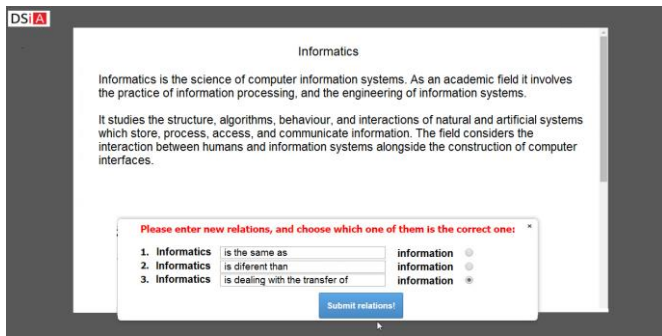 DSiA
Informatics
Informatics is the science of computer information systems. As an academic field it involves
the practice of information processing, and the engineering of information systems.
It studies the structure, algorithms, behaviour, and interactions of natural and artificial systems
which store, process, access, and communicate information. The field considers the
interaction between humans and information systems alongside the construction of computer
interfaces.
Please enter new relations, and choose which one of them is the correct one:
1. Informatics is the same as information
2. Informatics is diferent than information
3. Informatics is dealing with the transfer of information
Submit relations!